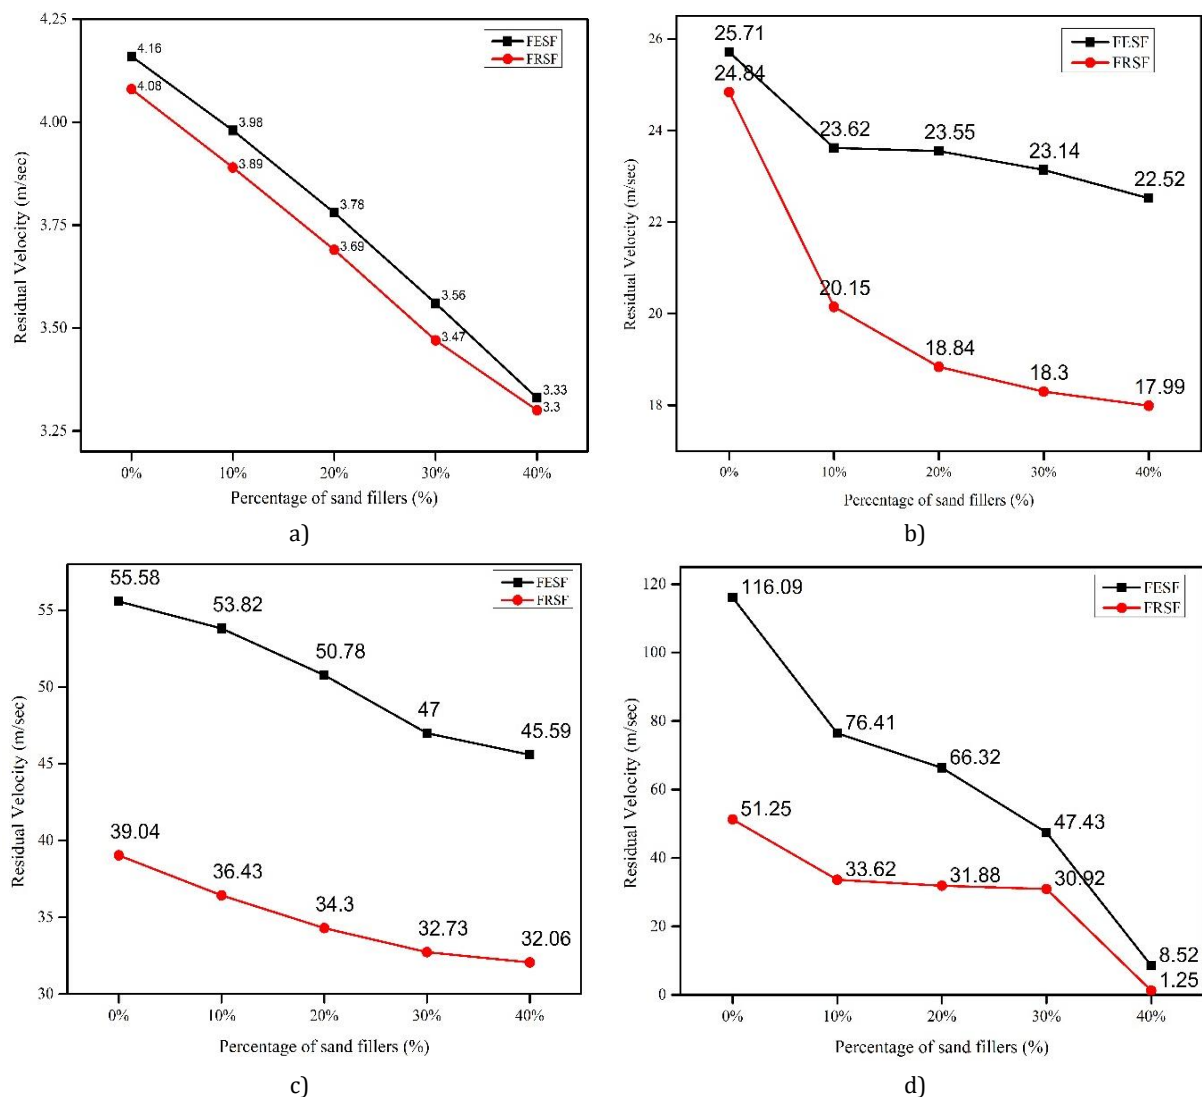 4.25
4.00
3.75
3.50
3.25
Residual Velocity (m/sec)
FESF
FRSF
4.16
3.98
3.78
3.56
3.33
4.08
3.89
3.69
3.47
3.3
0% 10% 20% 30% 40%
Percentage of sand fillers (%)
a)
26
24
22
20
18
Residual Velocity (m/sec)
FESF
FRSF
25.71
23.62
23.55
23.14
22.52
24.84
20.15
18.84
18.3
17.99
0% 10% 20% 30% 40%
Percentage of sand fillers (%)
b)
55
50
45
40
35
30
Residual Velocity (m/sec)
FESF
FRSF
55.58
53.82
50.78
47
45.59
39.04
36.43
34.3
32.73
32.06
0% 10% 20% 30% 40%
Percentage of sand fillers (%)
c)
120
100
80
60
40
20
0
Residual Velocity (m/sec)
FESF
FRSF
116.09
76.41
66.32
47.43
8.52
51.25
33.62
31.88
30.92
1.25
0% 10% 20% 30% 40%
Percentage of sand fillers (%)
d)